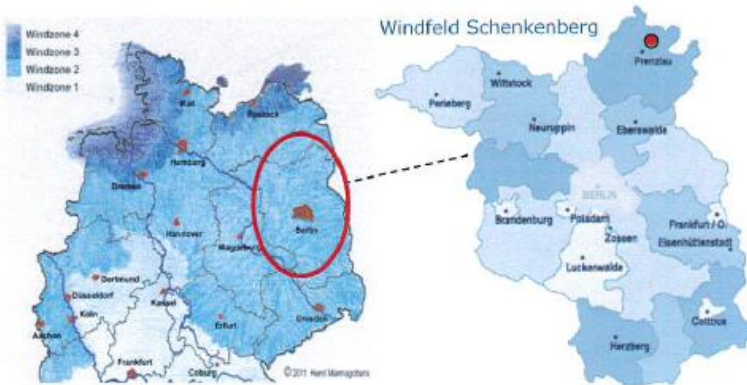 Windzone 4
Windzone 3
Windzone 2
Windzone 1
Kiel
Rostock
Hamburg
Bremen
Hannover
Magdeburg
Berlin
Dortmund
Düsseldorf
Köln
Aachen
Kassel
Erfurt
Dresden
Frankfurt
Coburg
Windfeld Schenkenberg
Prenzlau
Wittstock
Perleberg
Neuruppin
Eberswalde
BERLIN
Brandenburg
Potsdam
Zossen
Frankfurt / O.
Eisenhüttenstadt
Luckenwalde
Cottbus
Herzberg